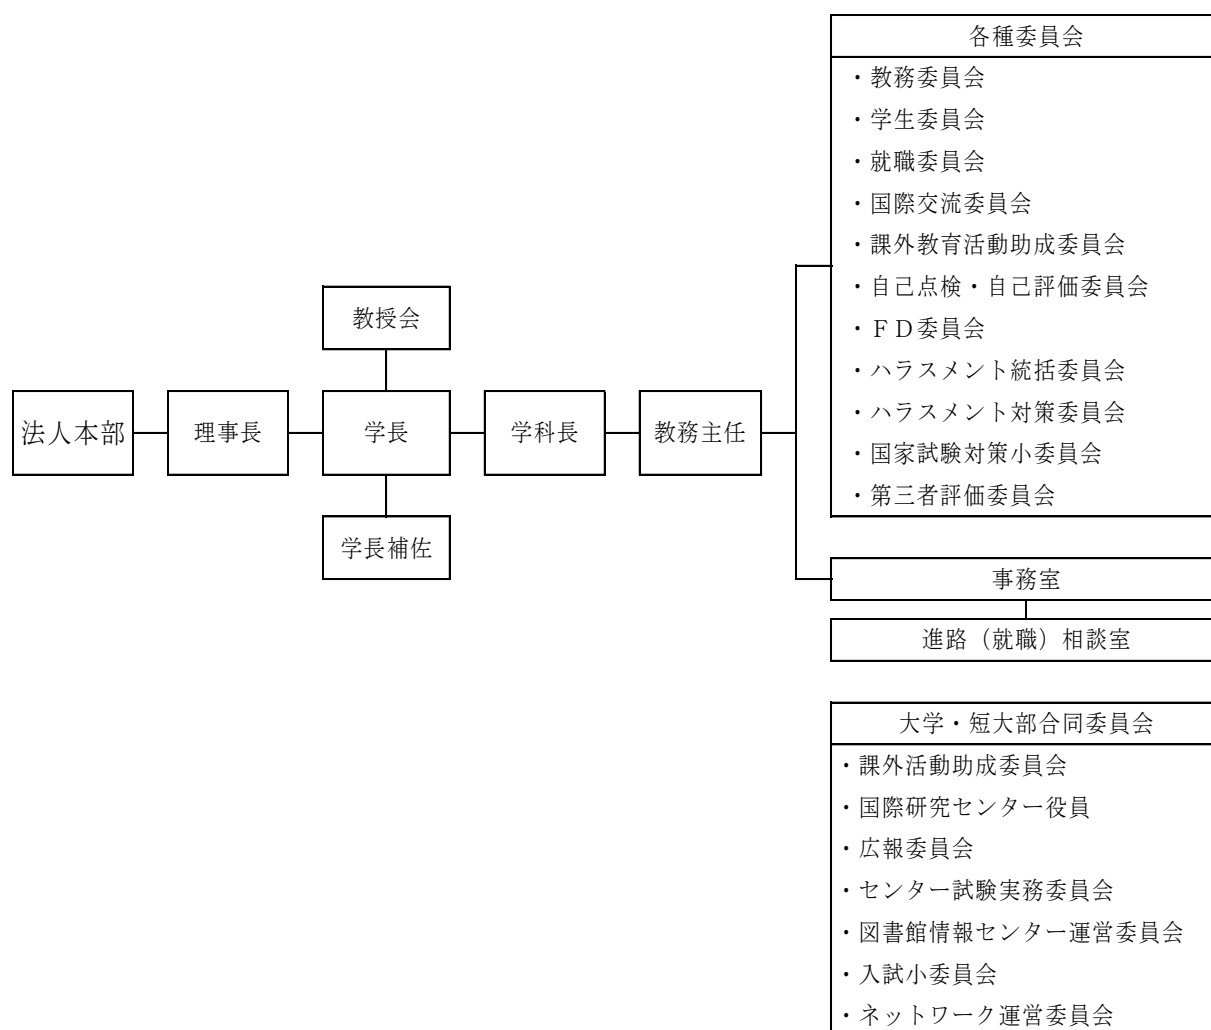 各種委員会
・教務委員会
・学生委員会
・就職委員会
・国際交流委員会
・課外教育活動助成委員会
・自己点検・自己評価委員会
・ＦＤ委員会
・ハラスメント統括委員会
・ハラスメント対策委員会
・国家試験対策小委員会
・第三者評価委員会
教授会
法人本部
理事長
学長
学科長
教務主任
学長補佐
事務室
進路（就職）相談室
大学・短大部合同委員会
・課外活動助成委員会
・国際研究センター役員
・広報委員会
・センター試験実務委員会
・図書館情報センター運営委員会
・入試小委員会
・ネットワーク運営委員会